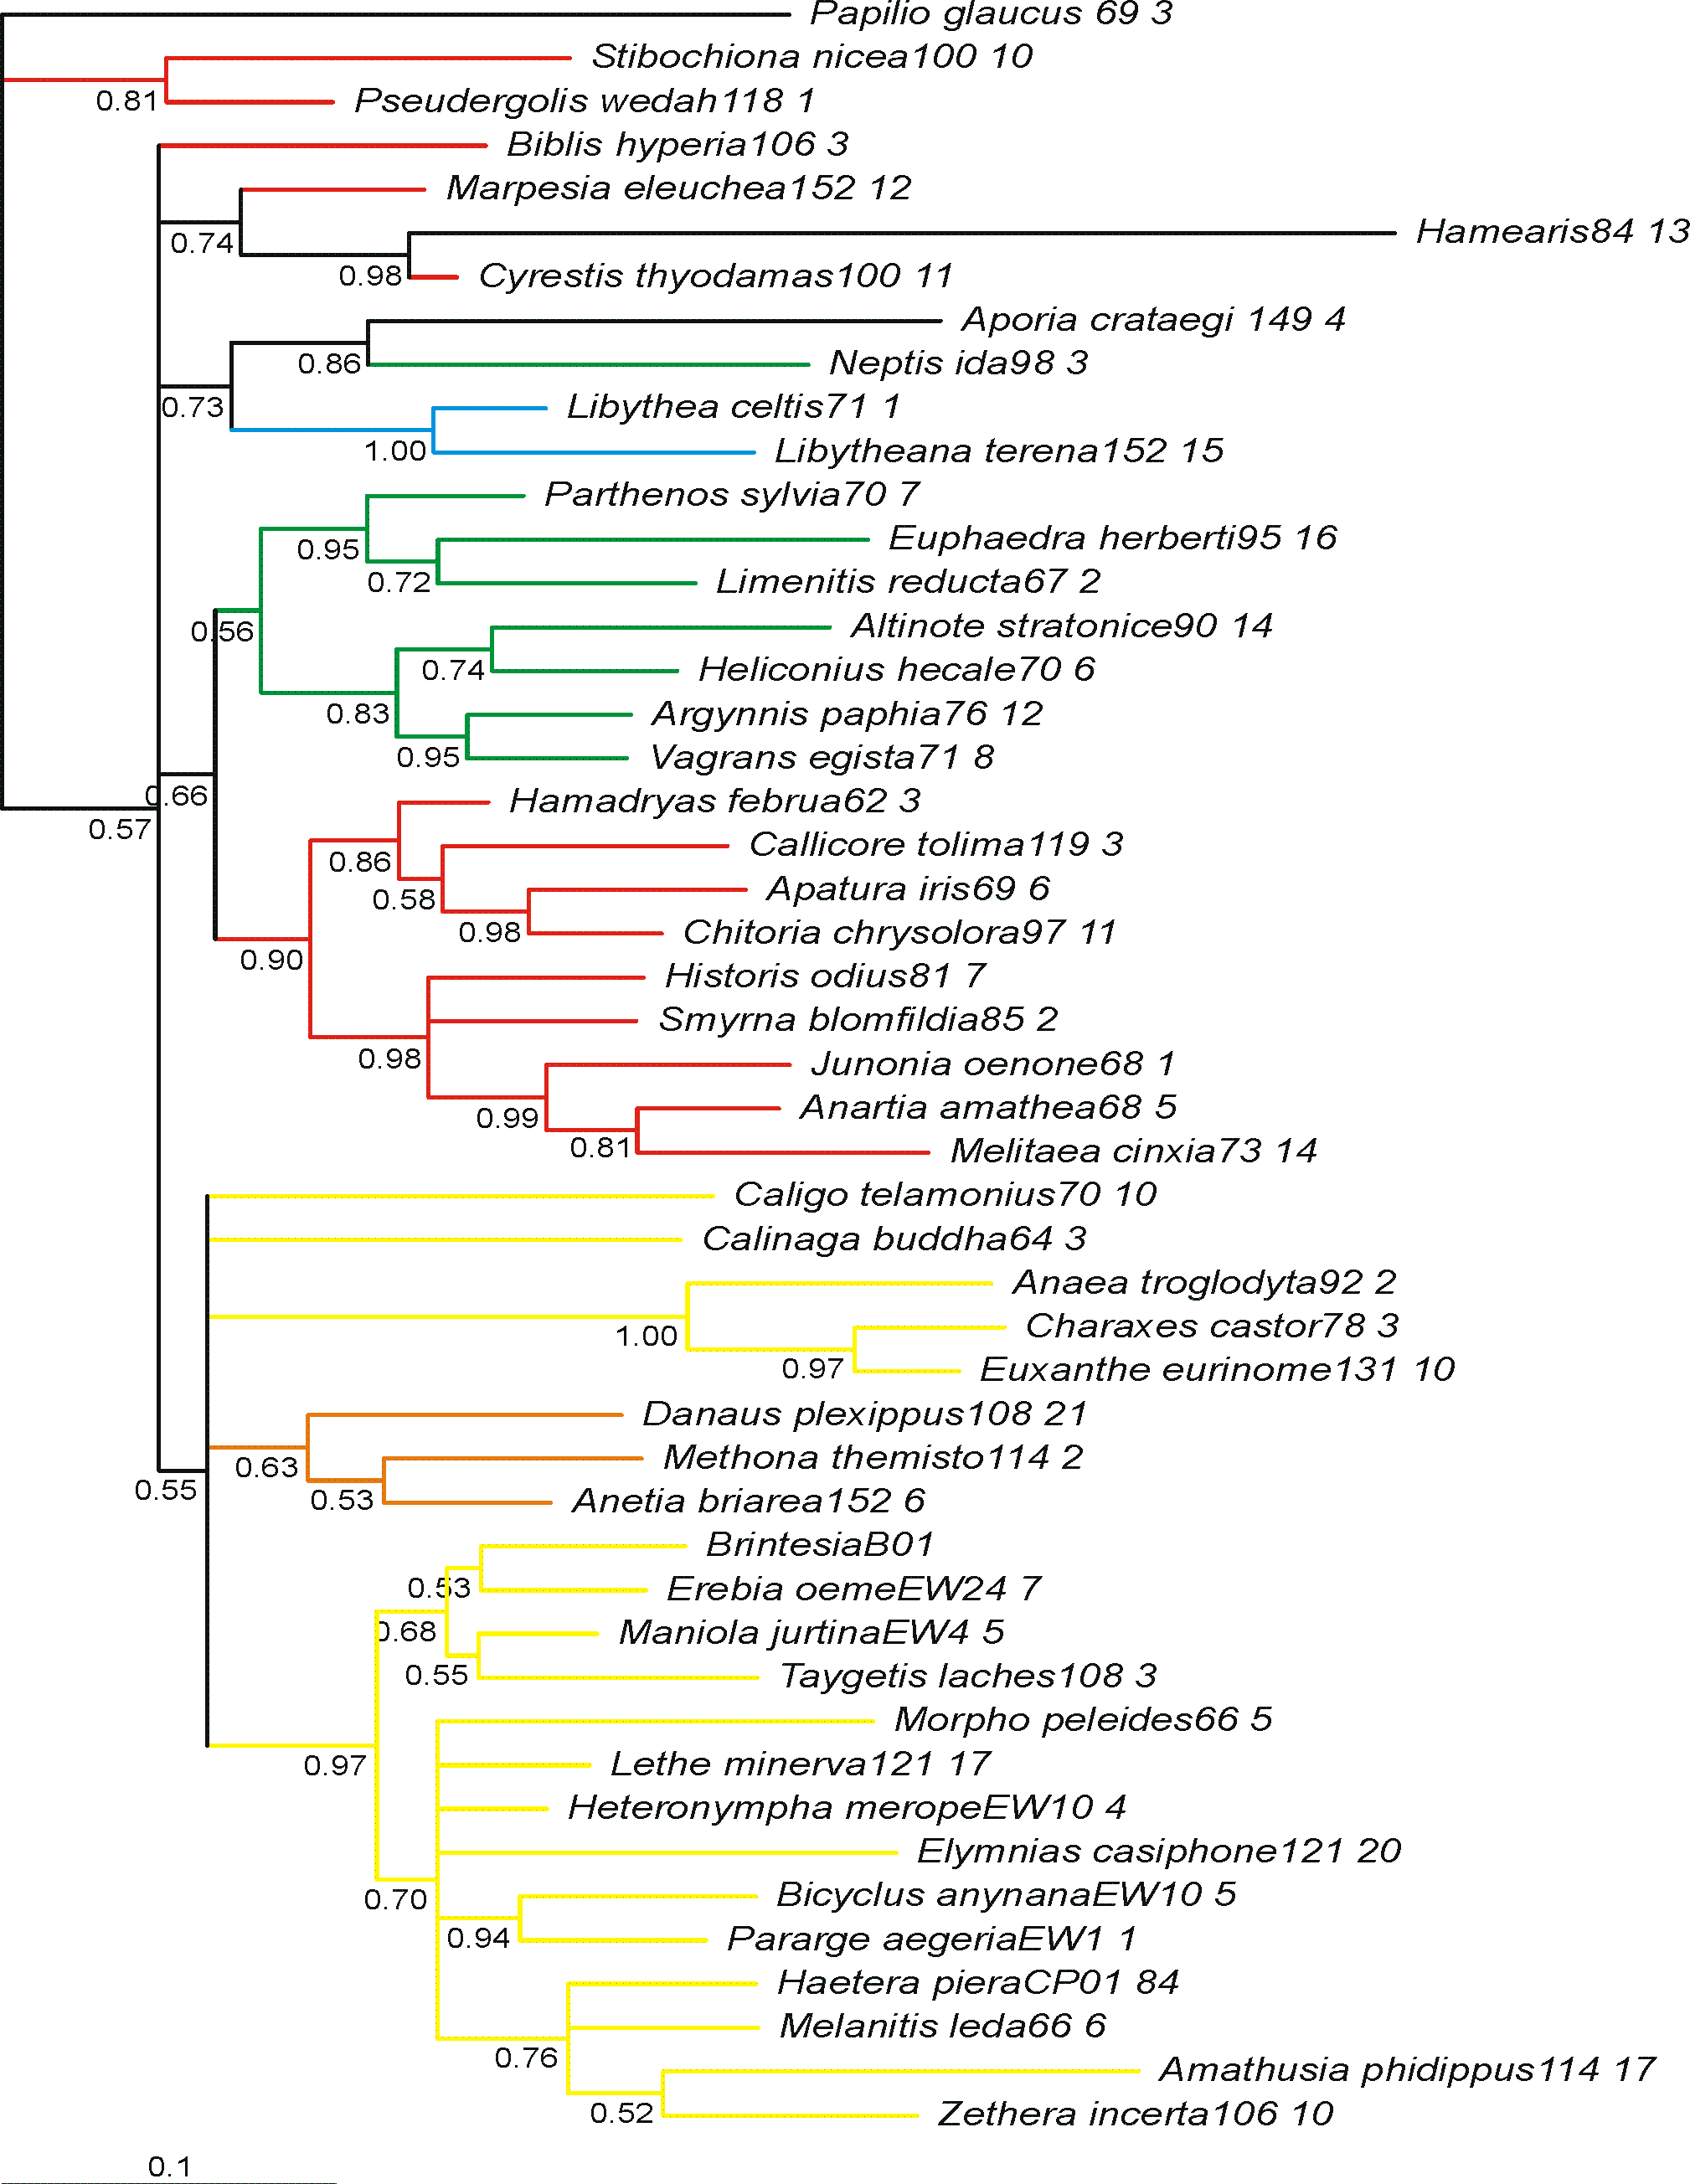 Papilio glaucus 69 3
Stibochiona nicea100 10
0.81
Pseudergolis wedah118 1
Biblis hyperia106 3
Marpesia eleuchea152 12
0.74
Hamearis84 13
0.98
Cyrestis thyodamas100 11
Aporia crataegi 149 4
0.86
Neptis ida98 3
0.73
Libythea celtis71 1
1.00
Libytheana terena152 15
Parthenos sylvia70 7
0.95
Euphaedra herberti95 16
0.72
Limenitis reducta67 2
0.56
Altinote stratonice90 14
0.74
Heliconius hecale70 6
0.83
Argynnis paphia76 12
0.95
Vagrans egista71 8
0.66
Hamadryas februa62 3
0.57
Callicore tolima119 3
0.86
Apatura iris69 6
0.58
0.98
Chitoria chrysolora97 11
0.90
Historis odius81 7
Smyrna blomfildia85 2
0.98
Junonia oenone68 1
0.99
Anartia amathea68 5
0.81
Melitaea cinxia73 14
Caligo telamonius70 10
Calinaga buddha64 3
Anaea troglodyta92 2
1.00
Charaxes castor78 3
0.97
Euxanthe eurinome131 10
Danaus plexippus108 21
0.63
Methona themisto114 2
0.55
0.53
Anetia briarea152 6
BrintesiaB01
0.53
Erebia oemeEW24 7
0.68
Maniola jurtinaEW4 5
0.55
Taygetis laches108 3
Morpho peleides66 5
0.97
Lethe minerva121 17
Heteronympha meropeEW10 4
Elymnias casiphone121 20
0.70
Bicyclus anynanaEW10 5
0.94
Pararge aegeriaEW1 1
Haetera pieraCP01 84
Melanitis leda66 6
0.76
Amathusia phidippus114 17
0.52
Zethera incerta106 10
0.1